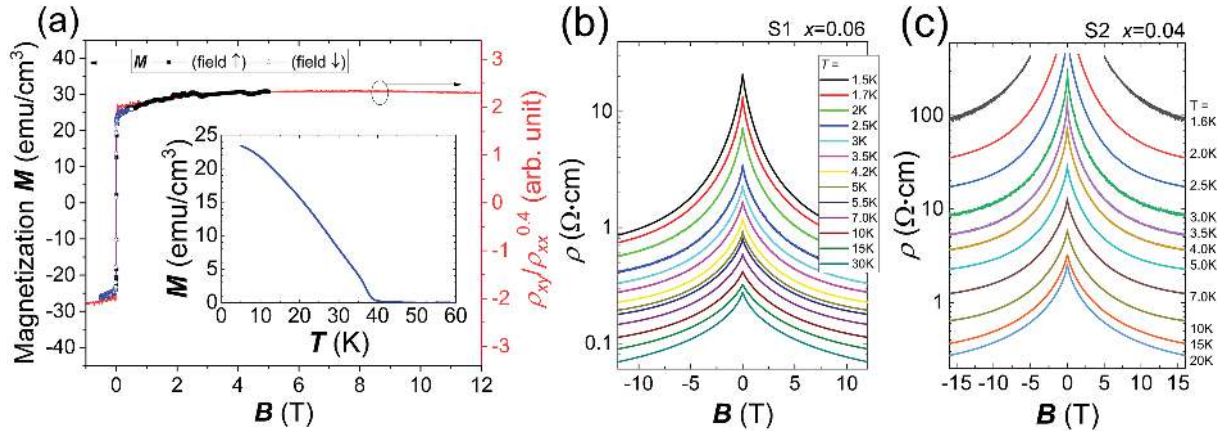 (a)
M (field ↑) (field ↓)
Magnetization M (emu/cm³)
45
40
30
20
10
0
-10
-20
-30
-40
0 2 4 6 8 10 12
B (T)
3
2
1
0
-1
-2
-3
ρxy/ρxx^0.4 (arb. unit)
M (emu/cm³)
25
20
15
10
5
0
0 10 20 30 40 50 60
T (K)
(b)
S1 x=0.06
T =
1.5K
1.7K
2K
2.5K
3K
3.5K
4.2K
5K
5.5K
7.0K
10K
15K
30K
ρ (Ω·cm)
10
1
0.1
-10 -5 0 5 10
B (T)
(c)
S2 x=0.04
ρ (Ω·cm)
100
10
1
-15 -10 -5 0 5 10 15
B (T)
T =
1.6K
2.0K
2.5K
3.0K
3.5K
4.0K
5.0K
7.0K
10K
15K
20K